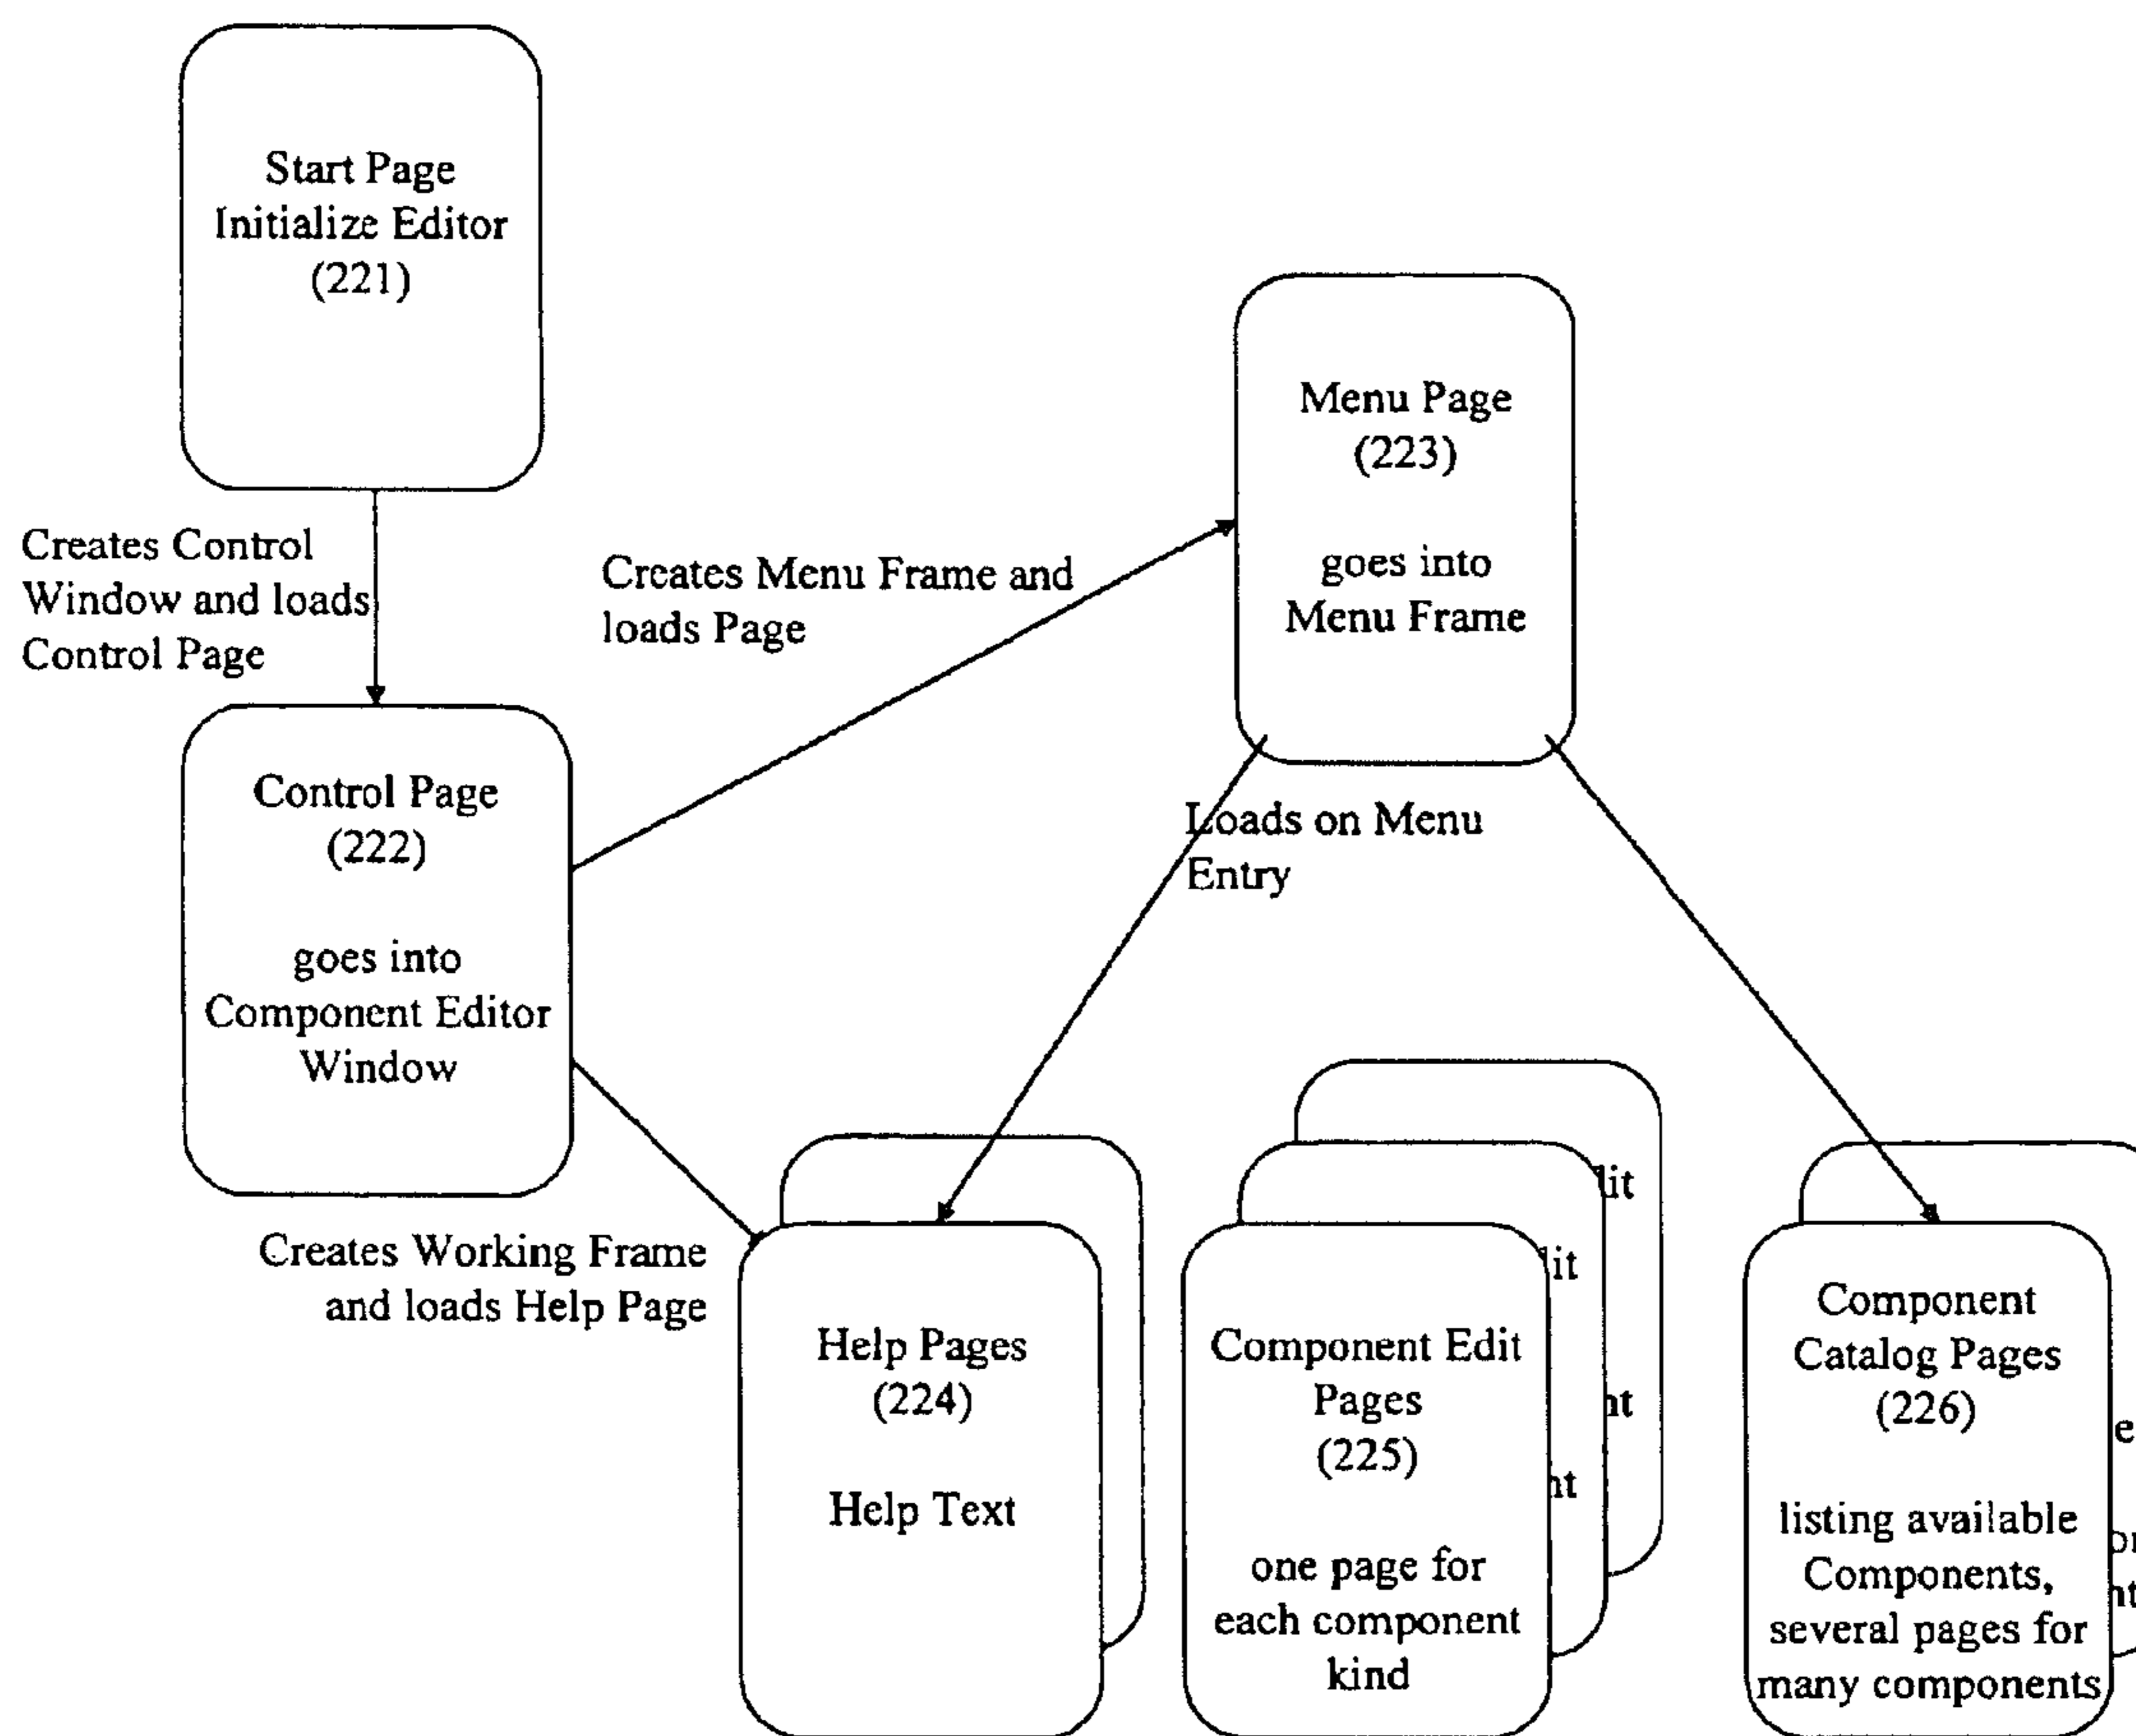 Start Page
Initialize Editor
(221)
Creates Control
Window and loads
Control Page
Creates Menu Frame and
loads Page
Menu Page
(223)
goes into
Menu Frame
Control Page
(222)
goes into
Component Editor
Window
Loads on Menu
Entry
Creates Working Frame
and loads Help Page
Help Pages
(224)
Help Text
Component Edit
Pages
(225)
one page for
each component
kind
Component
Catalog Pages
(226)
listing available
Components,
several pages for
many components